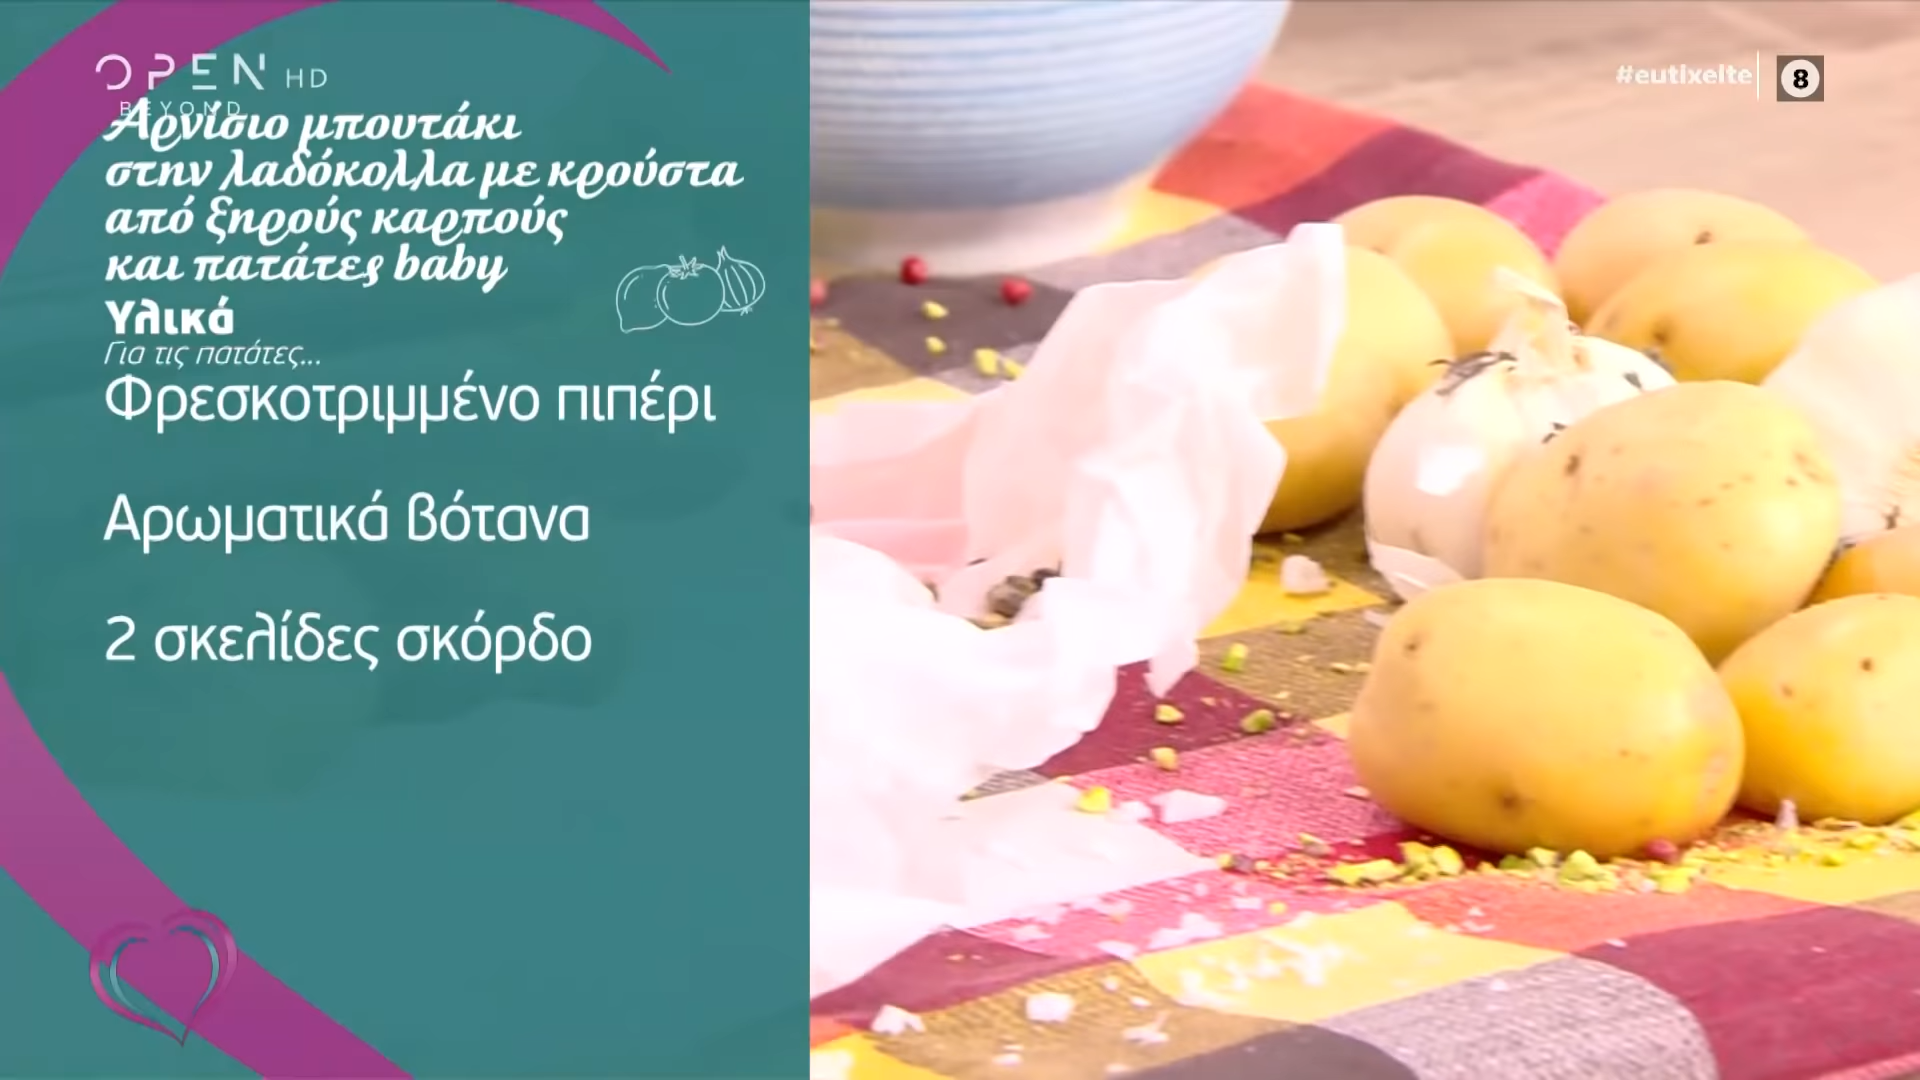 OPEN HD
BEYOND
#eutixeite
8
Αρνίσιο μπουτάκι
στην λαδόκολλα με κρούστα
από ξηρούς καρπούς
και πατάτες baby
Υλικά
Για τις πατάτες...
Φρεσκοτριμμένο πιπέρι
Αρωματικά βότανα
2 σκελίδες σκόρδο